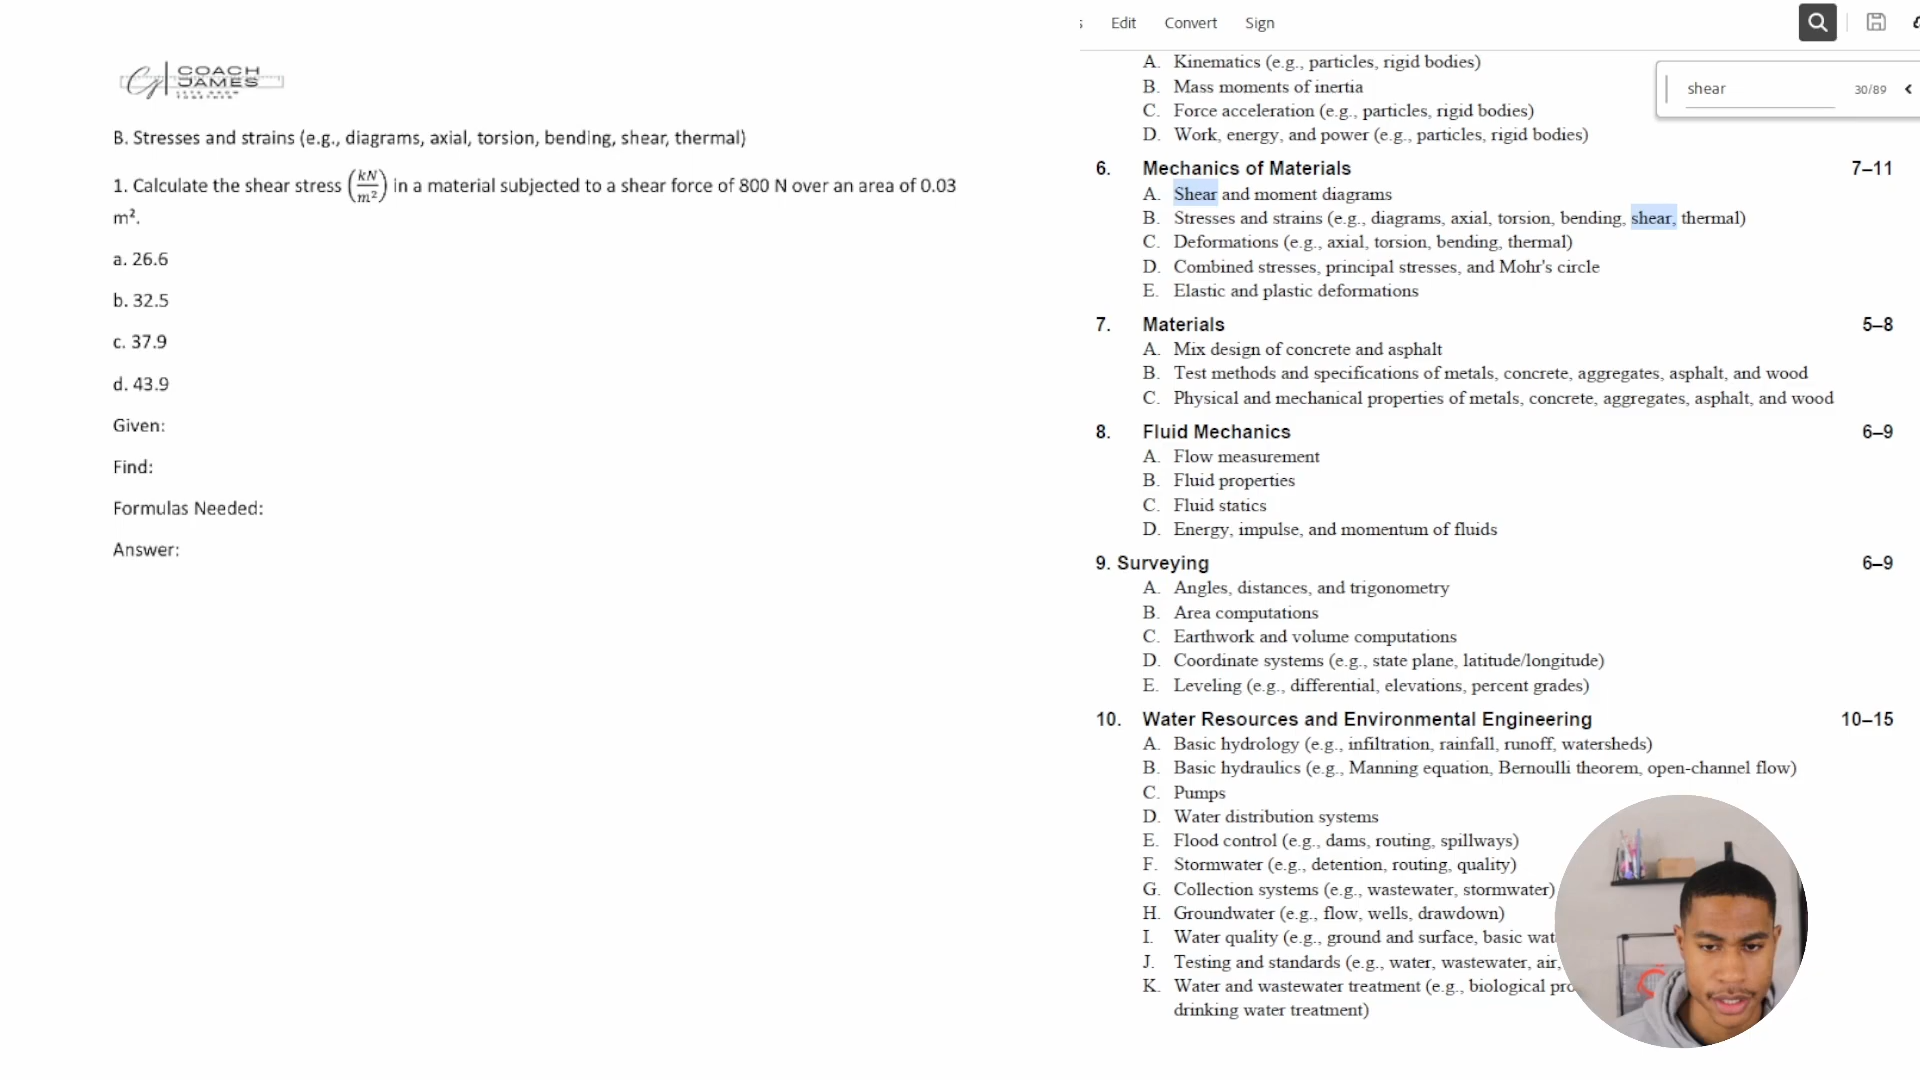 COACH
JAMES
B. Stresses and strains (e.g., diagrams, axial, torsion, bending, shear, thermal)
1. Calculate the shear stress (kN/m²) in a material subjected to a shear force of 800 N over an area of 0.03
m².
a. 26.6
b. 32.5
c. 37.9
d. 43.9
Given:
Find:
Formulas Needed:
Answer:
Edit Convert Sign
shear 30/89
A. Kinematics (e.g., particles, rigid bodies)
B. Mass moments of inertia
C. Force acceleration (e.g., particles, rigid bodies)
D. Work, energy, and power (e.g., particles, rigid bodies)
6. Mechanics of Materials 7–11
A. Shear and moment diagrams
B. Stresses and strains (e.g., diagrams, axial, torsion, bending, shear, thermal)
C. Deformations (e.g., axial, torsion, bending, thermal)
D. Combined stresses, principal stresses, and Mohr's circle
E. Elastic and plastic deformations
7. Materials 5–8
A. Mix design of concrete and asphalt
B. Test methods and specifications of metals, concrete, aggregates, asphalt, and wood
C. Physical and mechanical properties of metals, concrete, aggregates, asphalt, and wood
8. Fluid Mechanics 6–9
A. Flow measurement
B. Fluid properties
C. Fluid statics
D. Energy, impulse, and momentum of fluids
9. Surveying 6–9
A. Angles, distances, and trigonometry
B. Area computations
C. Earthwork and volume computations
D. Coordinate systems (e.g., state plane, latitude/longitude)
E. Leveling (e.g., differential, elevations, percent grades)
10. Water Resources and Environmental Engineering 10–15
A. Basic hydrology (e.g., infiltration, rainfall, runoff, watersheds)
B. Basic hydraulics (e.g., Manning equation, Bernoulli theorem, open-channel flow)
C. Pumps
D. Water distribution systems
E. Flood control (e.g., dams, routing, spillways)
F. Stormwater (e.g., detention, routing, quality)
G. Collection systems (e.g., wastewater, stormwater)
H. Groundwater (e.g., flow, wells, drawdown)
I. Water quality (e.g., ground and surface, basic wat
J. Testing and standards (e.g., water, wastewater, air,
K. Water and wastewater treatment (e.g., biological pro
drinking water treatment)